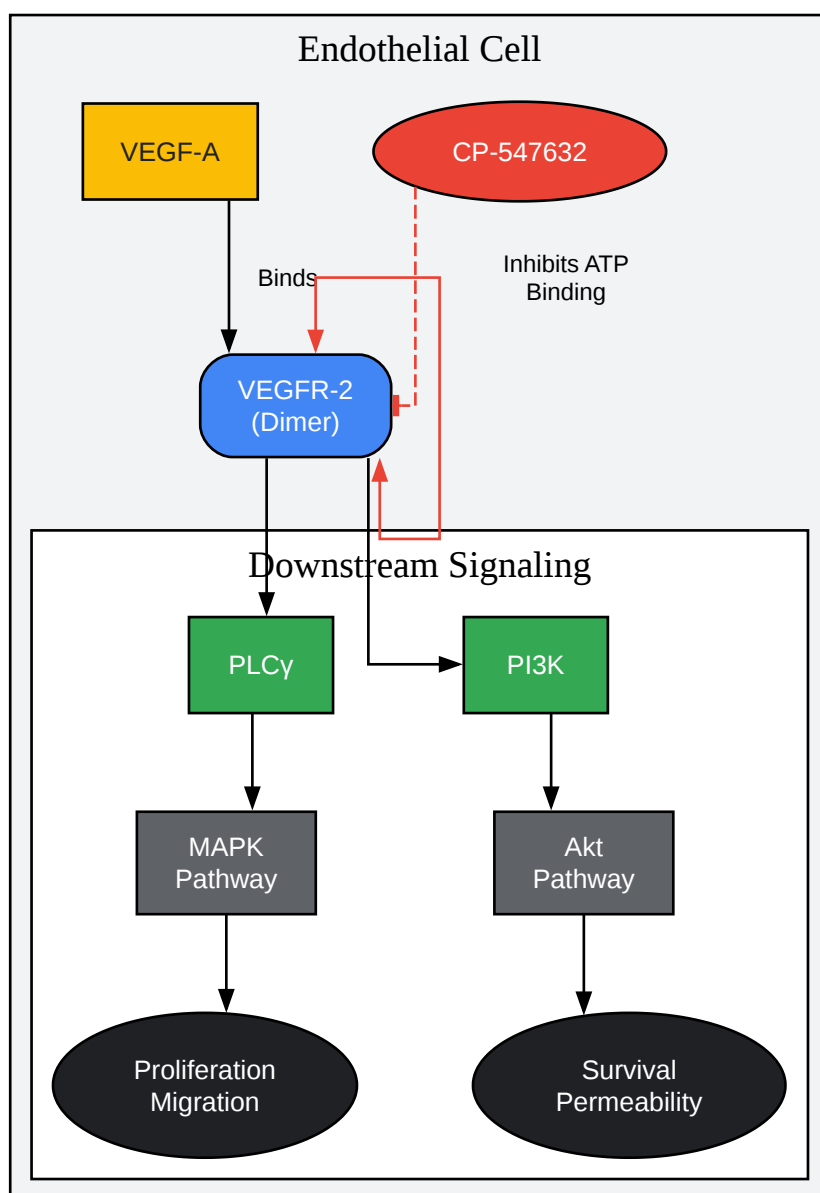 Endothelial Cell
VEGF-A
CP-547632
Binds
Inhibits ATP
Binding
VEGFR-2
(Dimer)
Downstream Signaling
PLCγ
PI3K
MAPK
Pathway
Akt
Pathway
Proliferation
Migration
Survival
Permeability